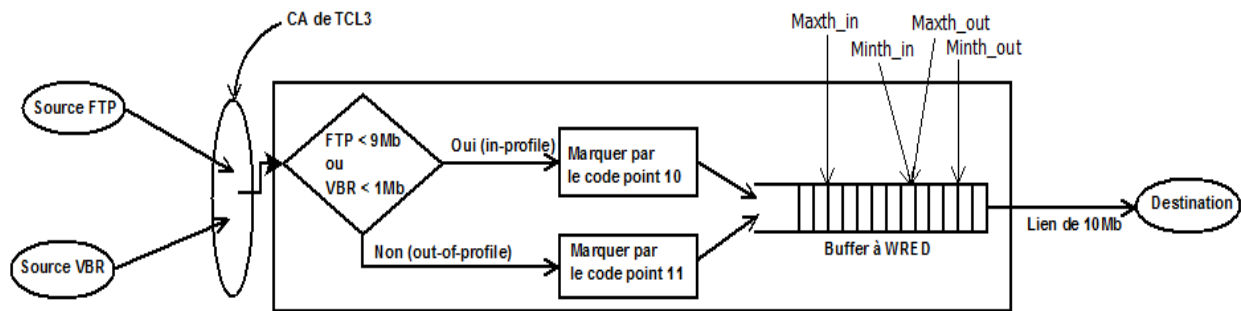 CA de TCL3
Maxth_in
Maxth_out
Minth_in
Minth_out
Source FTP
FTP < 9Mb
ou
VBR < 1Mb
Oui (in-profile)
Marquer par
le code point 10
Non (out-of-profile)
Marquer par
le code point 11
Source VBR
Buffer à WRED
Lien de 10Mb
Destination